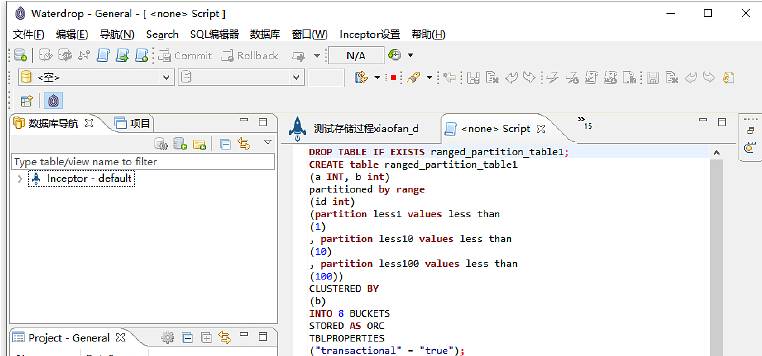 Waterdrop - General - [ <none> Script ]
文件(F) 编辑(E) 导航(N) Search SQL编辑器 数据库 窗口(W) Inceptor设置 帮助(H)
Commit Rollback N/A
<空>
数据库导航 项目
Type table/view name to filter
Inceptor - default
测试存储过程xiaofan_d <none> Script »15
DROP TABLE IF EXISTS ranged_partition_table1;
CREATE table ranged_partition_table1
(a INT, b int)
partitioned by range
(id int)
(partition less1 values less than
(1)
, partition less10 values less than
(10)
, partition less100 values less than
(100))
CLUSTERED BY
(b)
INTO 8 BUCKETS
STORED AS ORC
TBLPROPERTIES
("transactional" = "true");
Project - General